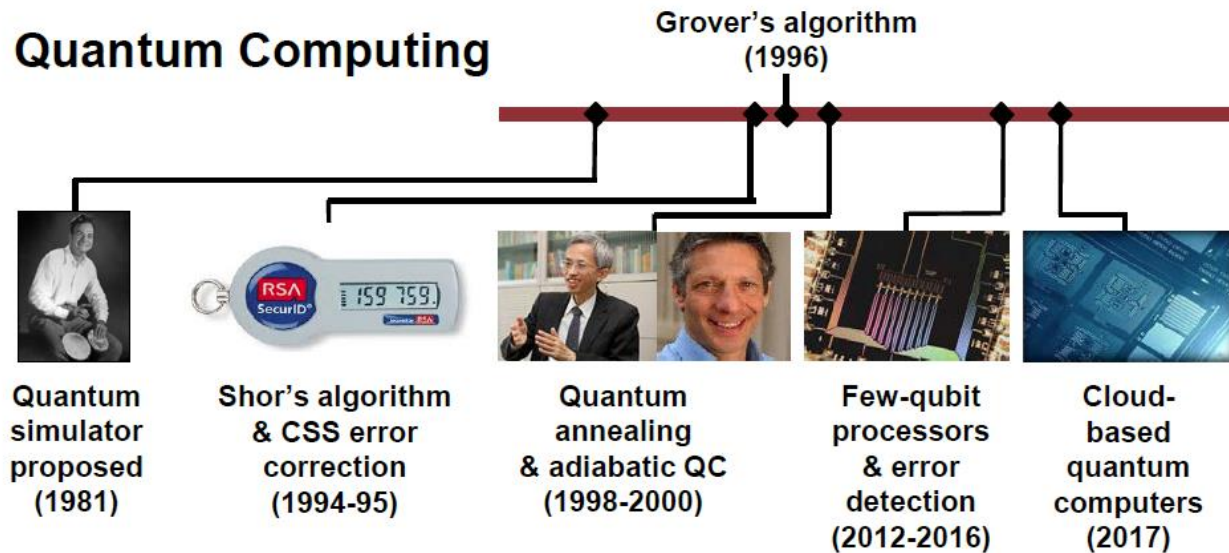 Quantum Computing
Grover's algorithm
(1996)
RSA
SecurID®
159 759.
RSA
Quantum
simulator
proposed
(1981)
Shor's algorithm
& CSS error
correction
(1994-95)
Quantum
annealing
& adiabatic QC
(1998-2000)
Few-qubit
processors
& error
detection
(2012-2016)
Cloud-
based
quantum
computers
(2017)